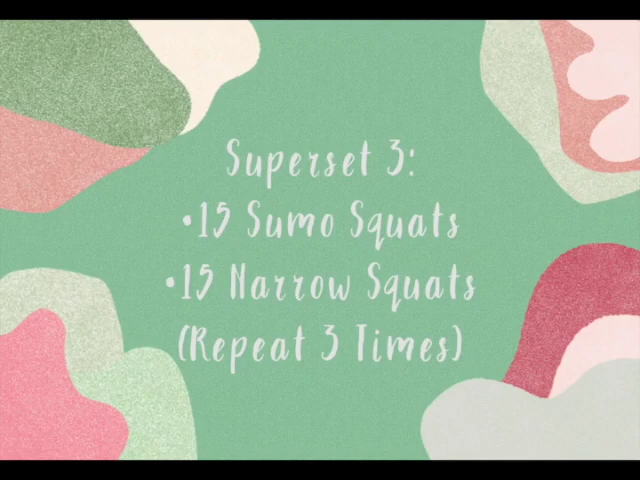 Superset 3:
•15 Sumo Squats
•15 Narrow Squats
(Repeat 3 Times)